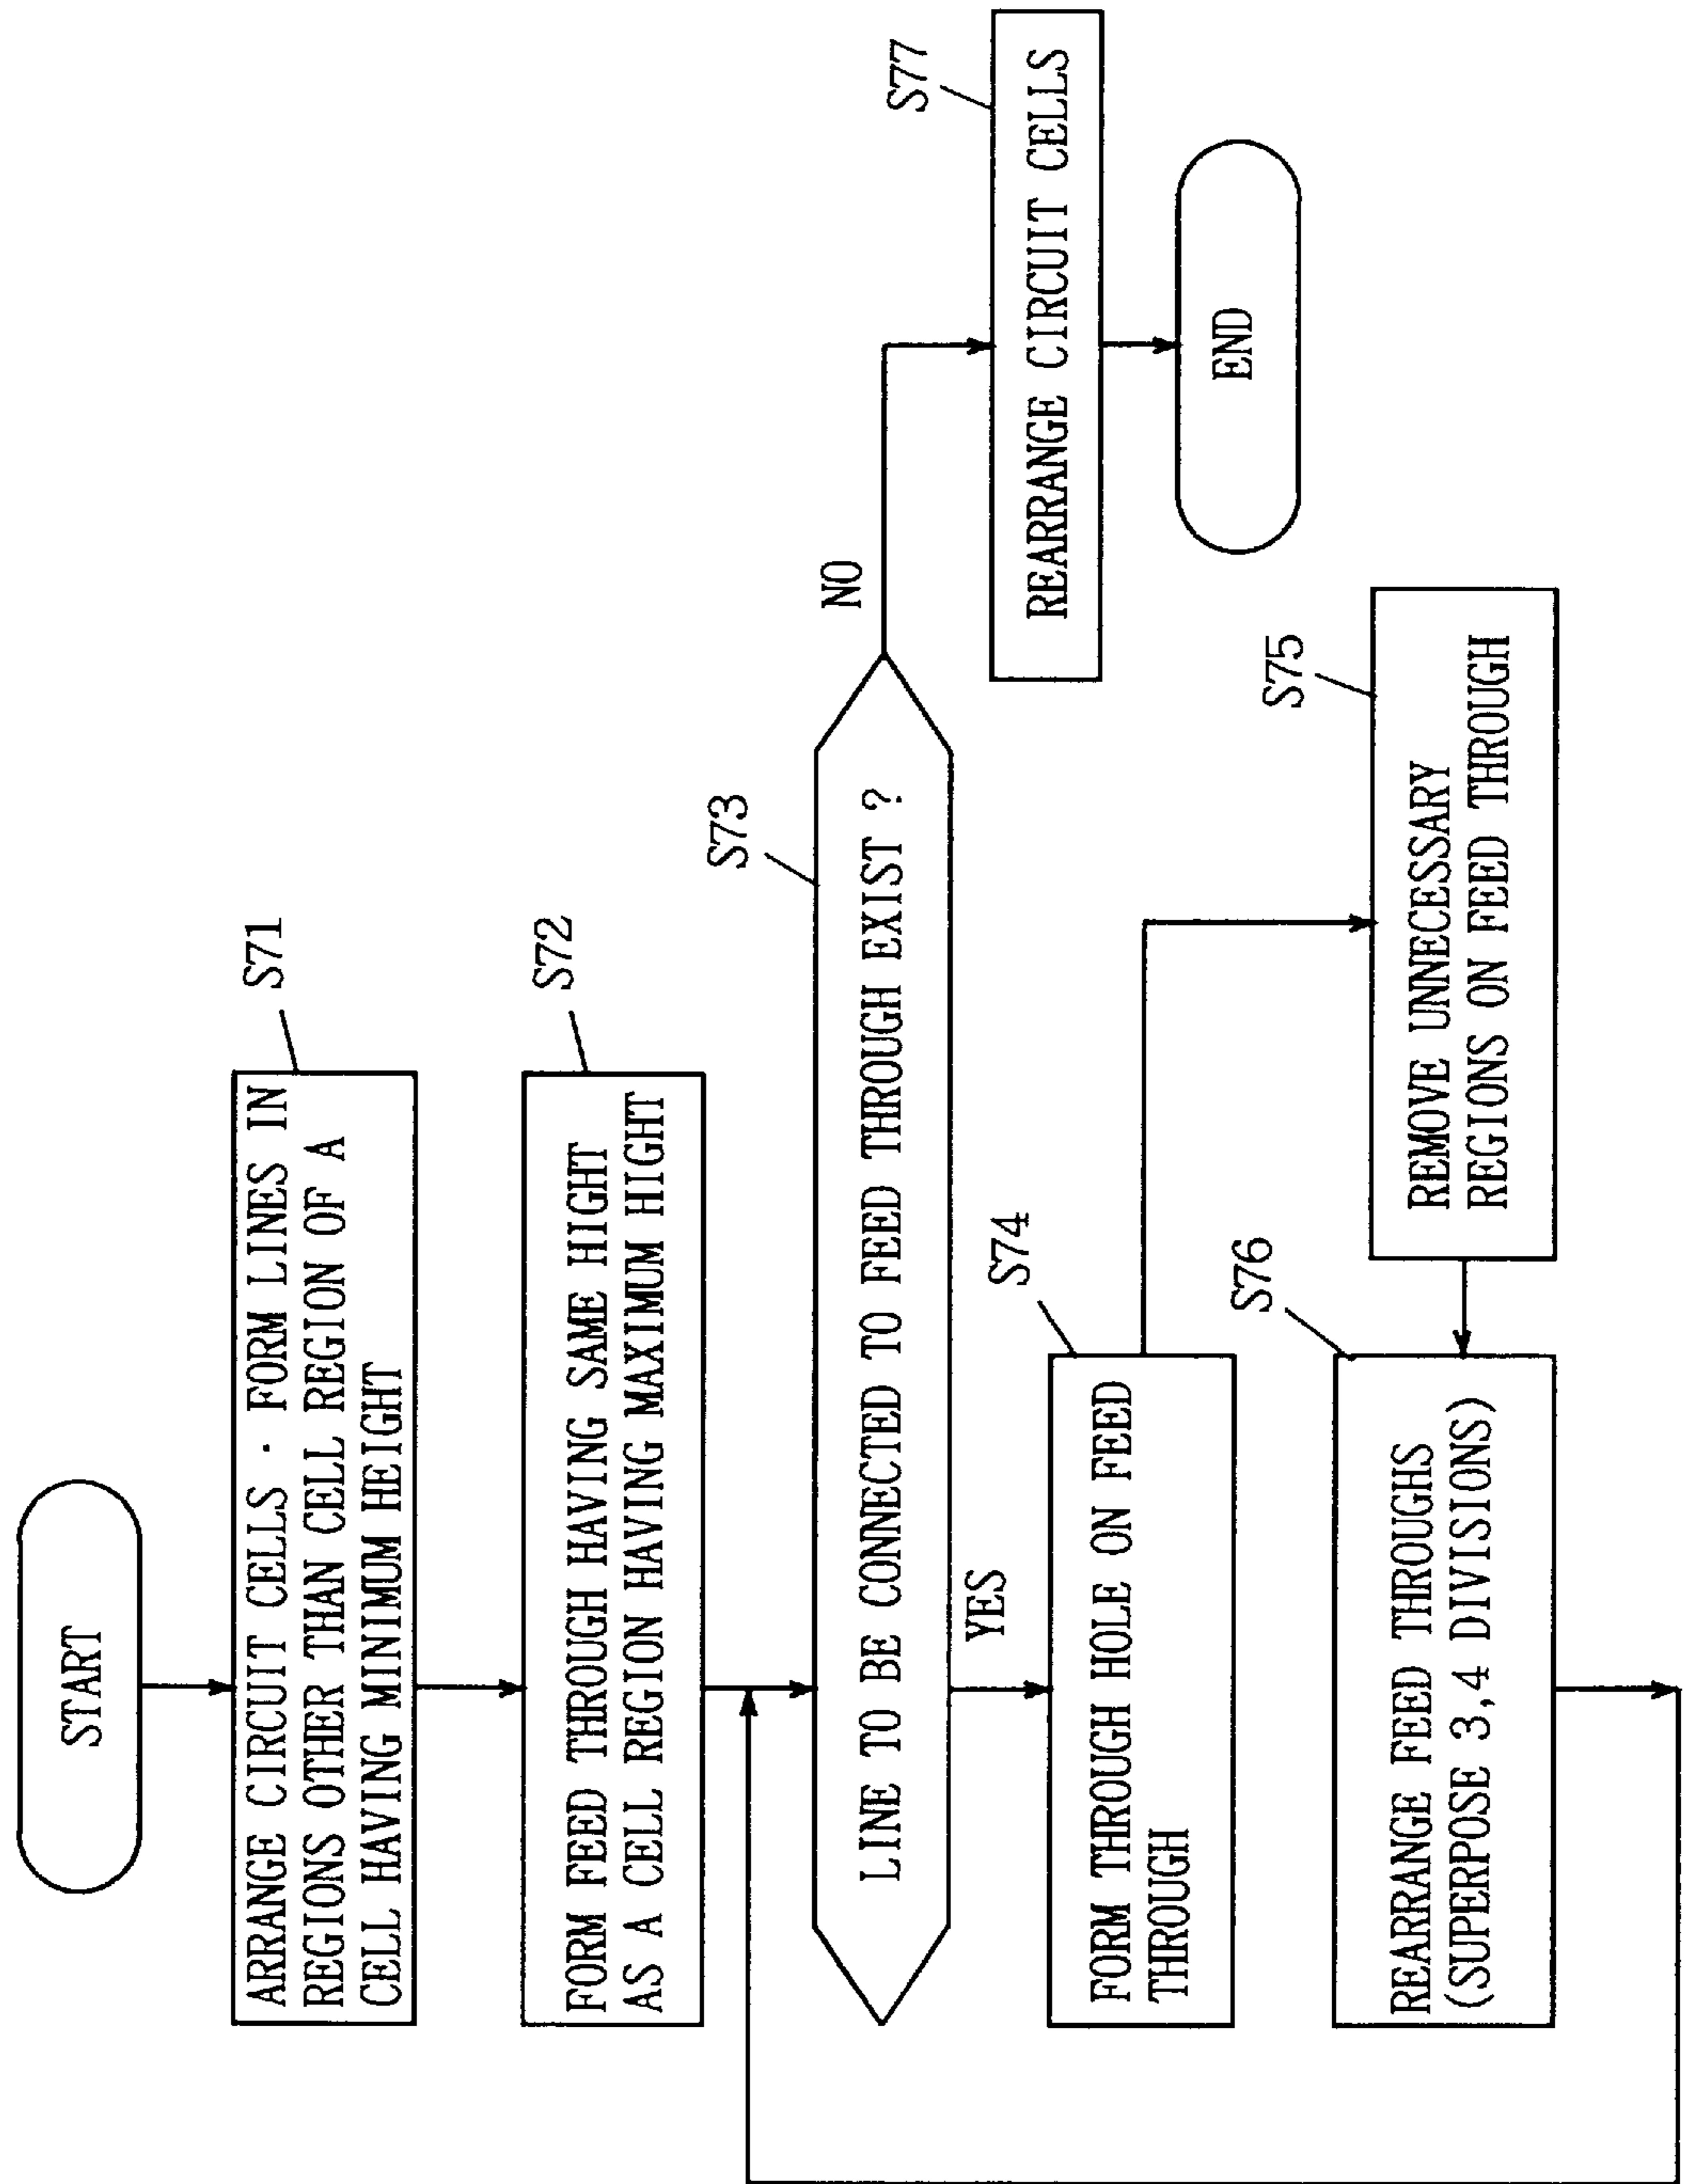 START
S71
ARRANGE CIRCUIT CELLS · FORM LINES IN
REGIONS OTHER THAN CELL REGION OF A
CELL HAVING MINIMUM HEIGHT
S72
FORM FEED THROUGH HAVING SAME HIGHT
AS A CELL REGION HAVING MAXIMUM HIGHT
S73
LINE TO BE CONNECTED TO FEED THROUGH EXIST ?
YES
NO
S74
FORM THROUGH HOLE ON FEED
THROUGH
S75
REMOVE UNNECESSARY
REGIONS ON FEED THROUGH
S76
REARRANGE FEED THROUGHS
(SUPERPOSE 3,4 DIVISIONS)
S77
REARRANGE CIRCUIT CELLS
END